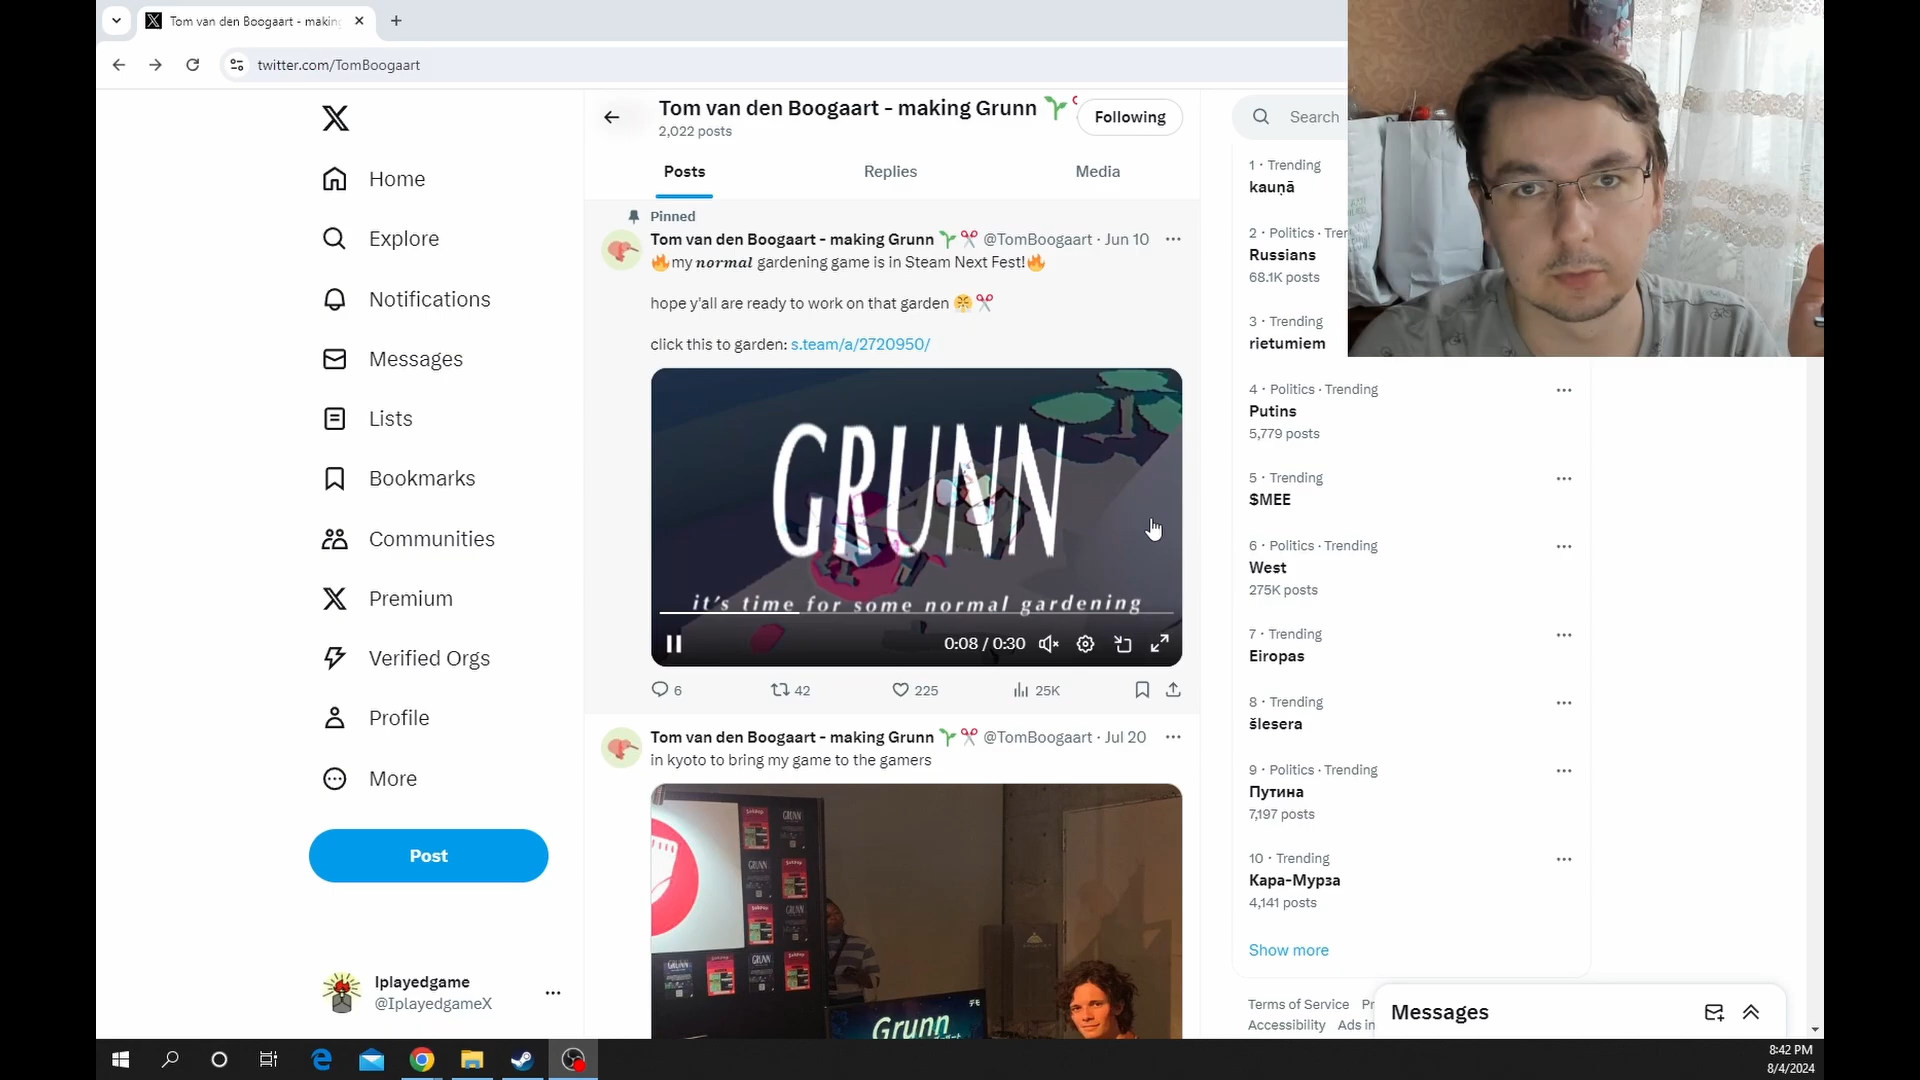 Tom van den Boogaart - makin
twitter.com/TomBoogaart
Home
Explore
Notifications
Messages
Lists
Bookmarks
Communities
Premium
Verified Orgs
Profile
More
Post
Iplayedgame
@IplayedgameX
Tom van den Boogaart - making Grunn 🌱
2,022 posts
Following
Posts
Replies
Media
Pinned
Tom van den Boogaart - making Grunn 🌱✂️ @TomBoogaart · Jun 10
🔥my normal gardening game is in Steam Next Fest!🔥
hope y'all are ready to work on that garden 😤✂️
click this to garden: s.team/a/2720950/
GRUNN
it's time for some normal gardening
0:08 / 0:30
6
42
225
25K
Tom van den Boogaart - making Grunn 🌱✂️ @TomBoogaart · Jul 20
in kyoto to bring my game to the gamers
Grunn
Search
1 · Trending
kauņā
2 · Politics · Tren
Russians
68.1K posts
3 · Trending
rietumiem
4 · Politics · Trending
Putins
5,779 posts
5 · Trending
$MEE
6 · Politics · Trending
West
275K posts
7 · Trending
Eiropas
8 · Trending
šlesera
9 · Politics · Trending
Путина
7,197 posts
10 · Trending
Кара-Мурза
4,141 posts
Show more
Terms of Service Pr
Accessibility Ads in
Messages
8:42 PM
8/4/2024